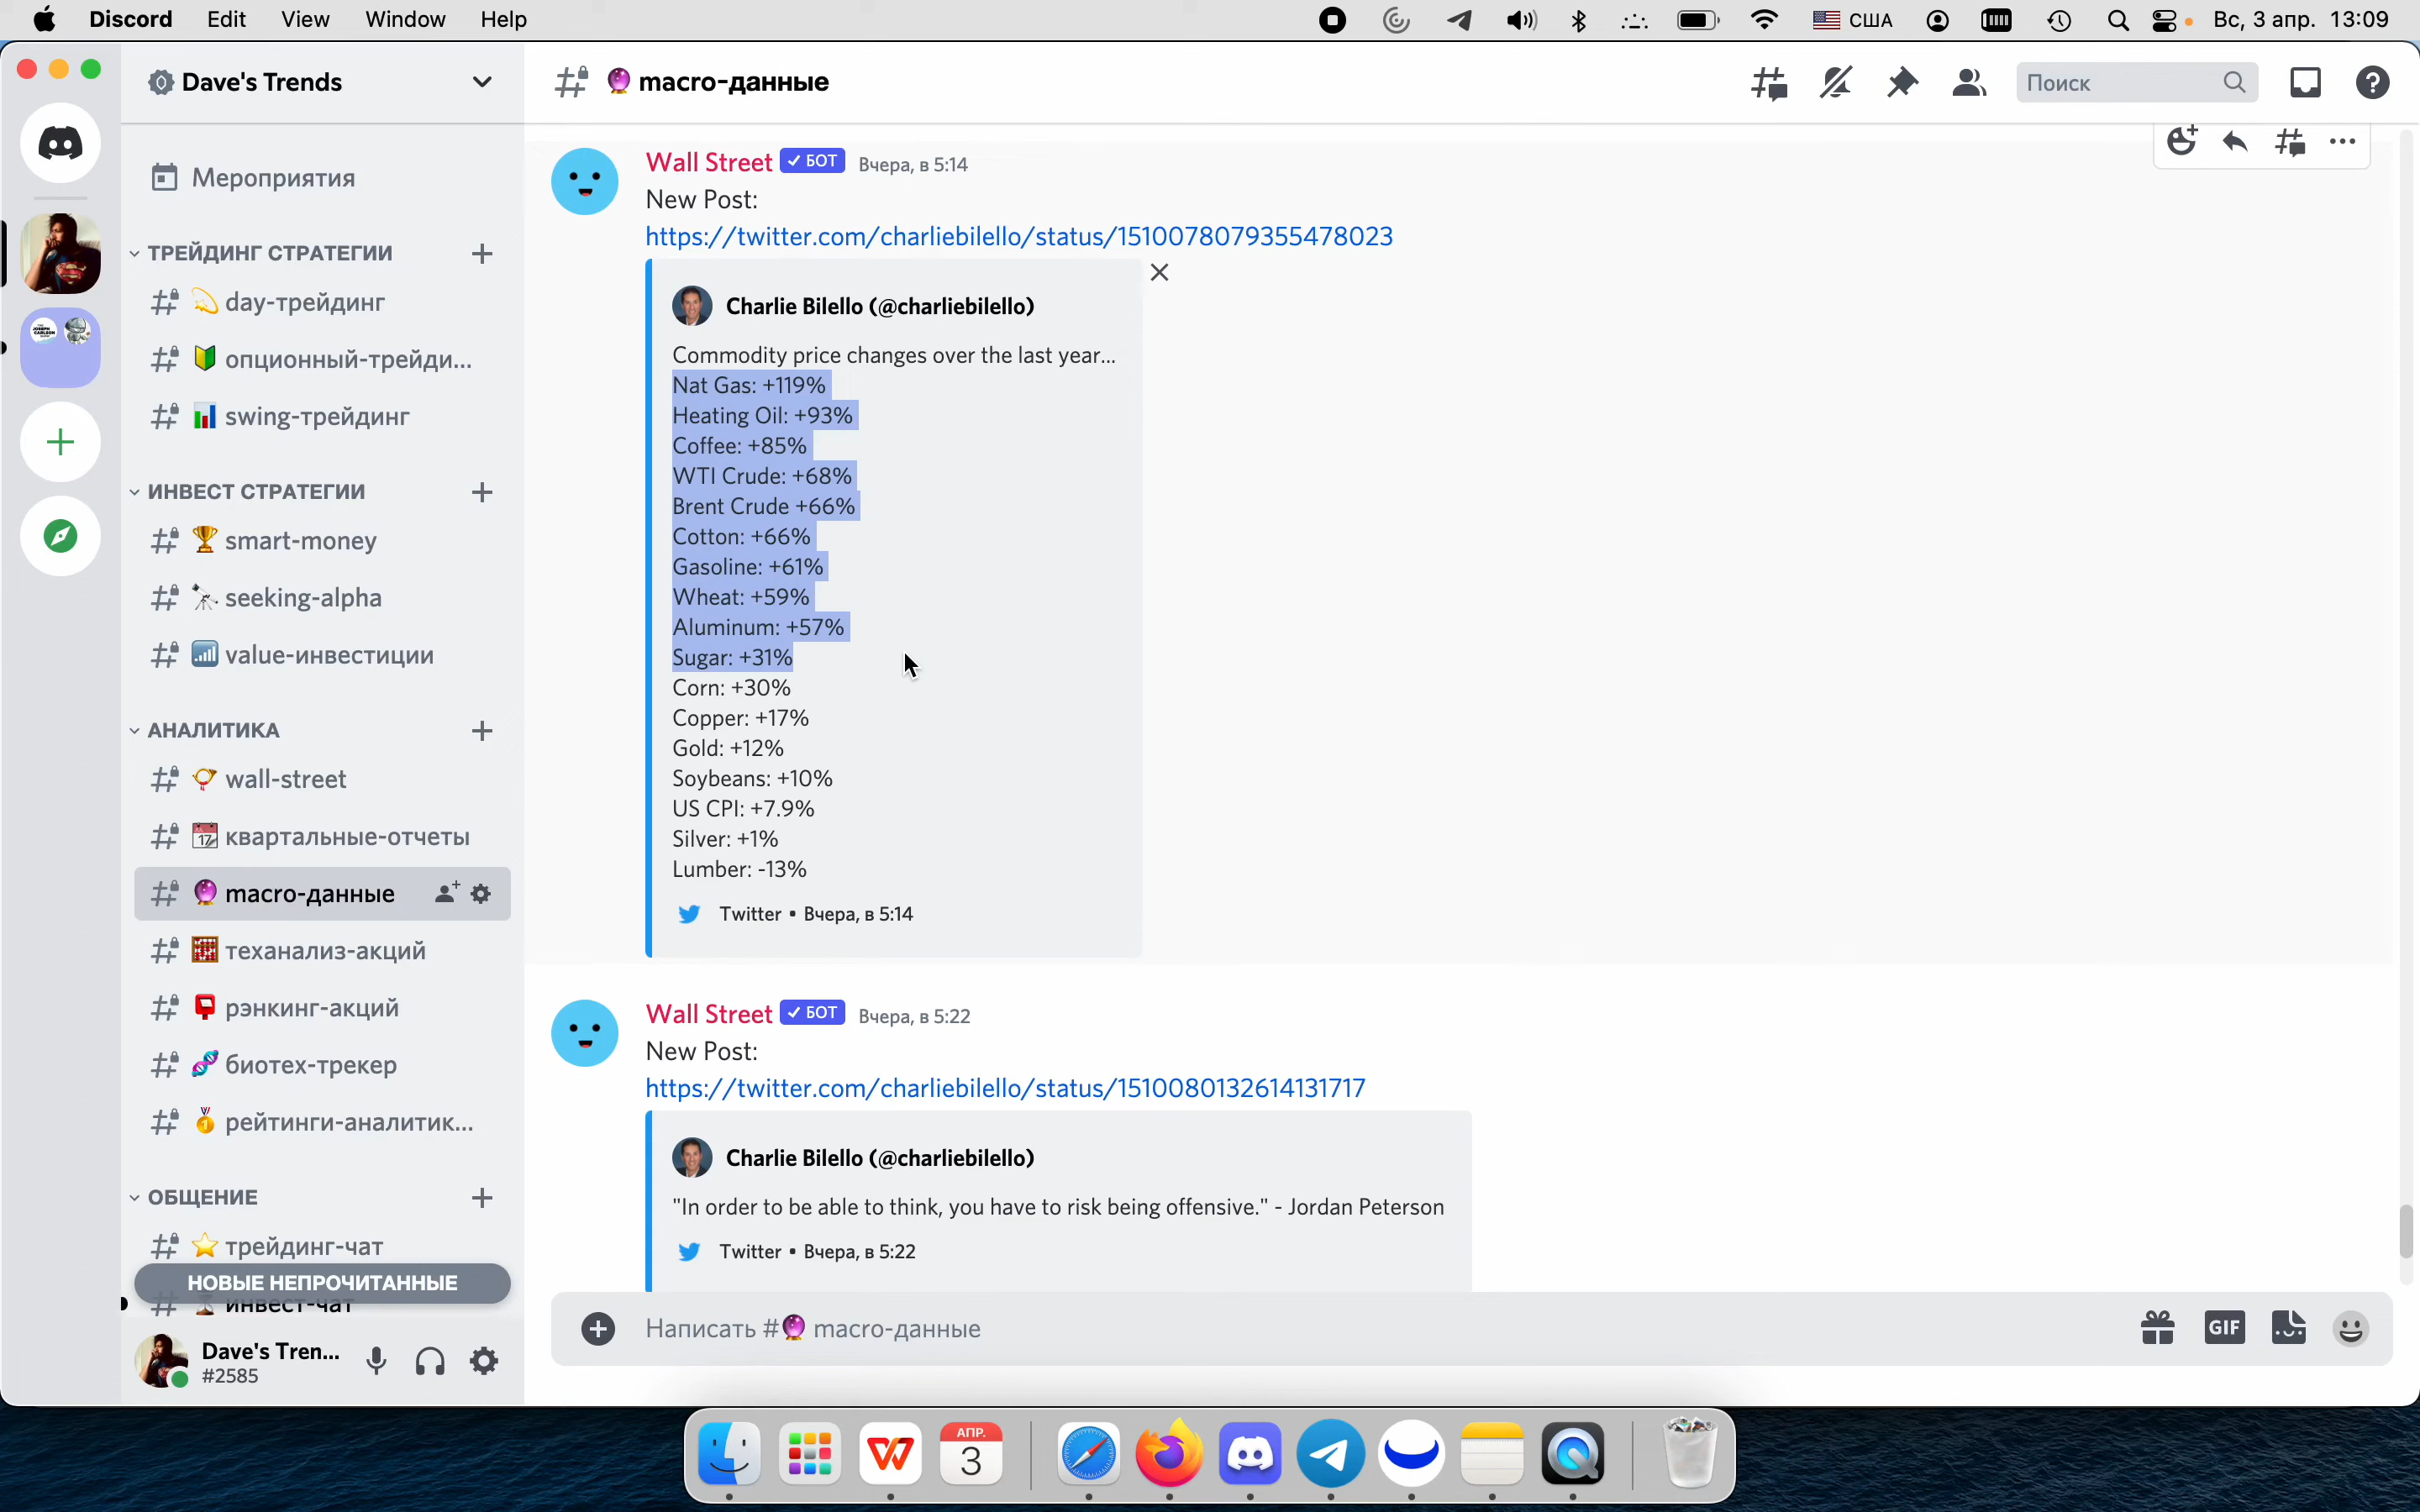 Discord Edit View Window Help
США
Вс, 3 апр. 13:09
Dave's Trends
macro-данные
Поиск
Мероприятия
ТРЕЙДИНГ СТРАТЕГИИ
day-трейдинг
опционный-трейди...
swing-трейдинг
ИНВЕСТ СТРАТЕГИИ
smart-money
seeking-alpha
value-инвестиции
АНАЛИТИКА
wall-street
квартальные-отчеты
macro-данные
теханализ-акций
рэнкинг-акций
биотех-трекер
рейтинги-аналитик...
ОБЩЕНИЕ
трейдинг-чат
НОВЫЕ НЕПРОЧИТАННЫЕ
инвест-чат
Dave's Tren...
#2585
Wall Street ✓ БОТ Вчера, в 5:14
New Post:
https://twitter.com/charliebilello/status/1510078079355478023
Charlie Bilello (@charliebilello)
Commodity price changes over the last year...
Nat Gas: +119%
Heating Oil: +93%
Coffee: +85%
WTI Crude: +68%
Brent Crude +66%
Cotton: +66%
Gasoline: +61%
Wheat: +59%
Aluminum: +57%
Sugar: +31%
Corn: +30%
Copper: +17%
Gold: +12%
Soybeans: +10%
US CPI: +7.9%
Silver: +1%
Lumber: -13%
Twitter • Вчера, в 5:14
Wall Street ✓ БОТ Вчера, в 5:22
New Post:
https://twitter.com/charliebilello/status/1510080132614131717
Charlie Bilello (@charliebilello)
"In order to be able to think, you have to risk being offensive." - Jordan Peterson
Twitter • Вчера, в 5:22
Написать # macro-данные
GIF
АПР.
3